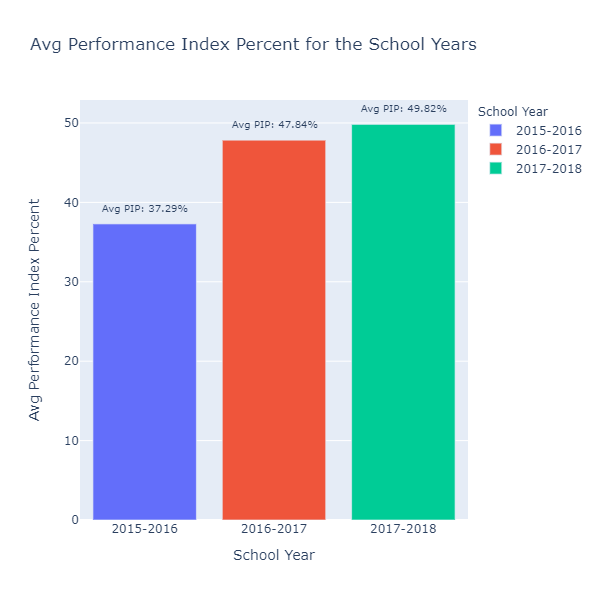 Avg Performance Index Percent for the School Years
Avg Performance Index Percent
50
40
30
20
10
0
Avg PIP: 37.29%
Avg PIP: 47.84%
Avg PIP: 49.82%
2015-2016
2016-2017
2017-2018
School Year
School Year
2015-2016
2016-2017
2017-2018